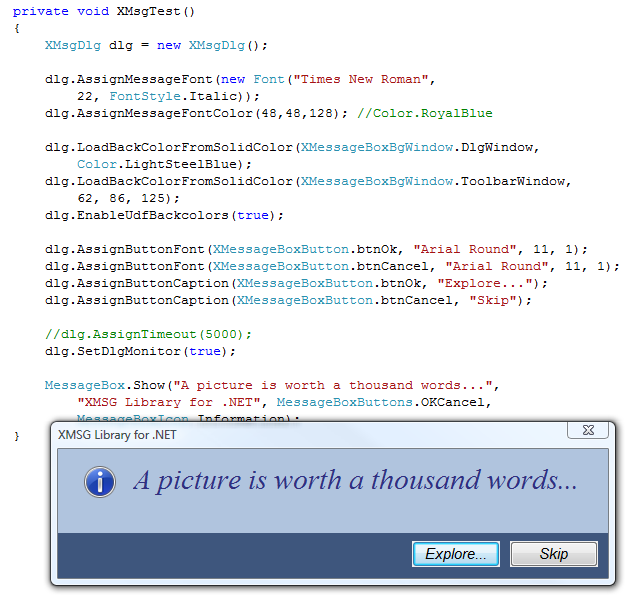 private void XMsgTest()
{
XMsgDlg dlg = new XMsgDlg();
dlg.AssignMessageFont(new Font("Times New Roman",
22, FontStyle.Italic));
dlg.AssignMessageFontColor(48,48,128); //Color.RoyalBlue
dlg.LoadBackColorFromSolidColor(XMessageBoxBgWindow.DlgWindow,
Color.LightSteelBlue);
dlg.LoadBackColorFromSolidColor(XMessageBoxBgWindow.ToolbarWindow,
62, 86, 125);
dlg.EnableUdfBackcolors(true);
dlg.AssignButtonFont(XMessageBoxButton.btnOk, "Arial Round", 11, 1);
dlg.AssignButtonFont(XMessageBoxButton.btnCancel, "Arial Round", 11, 1);
dlg.AssignButtonCaption(XMessageBoxButton.btnOk, "Explore...");
dlg.AssignButtonCaption(XMessageBoxButton.btnCancel, "Skip");
//dlg.AssignTimeout(5000);
dlg.SetDlgMonitor(true);
MessageBox.Show("A picture is worth a thousand words...",
"XMSG Library for .NET", MessageBoxButtons.OKCancel,
MessageBoxIcon.Information);
}
XMSG Library for .NET
A picture is worth a thousand words...
Explore... Skip